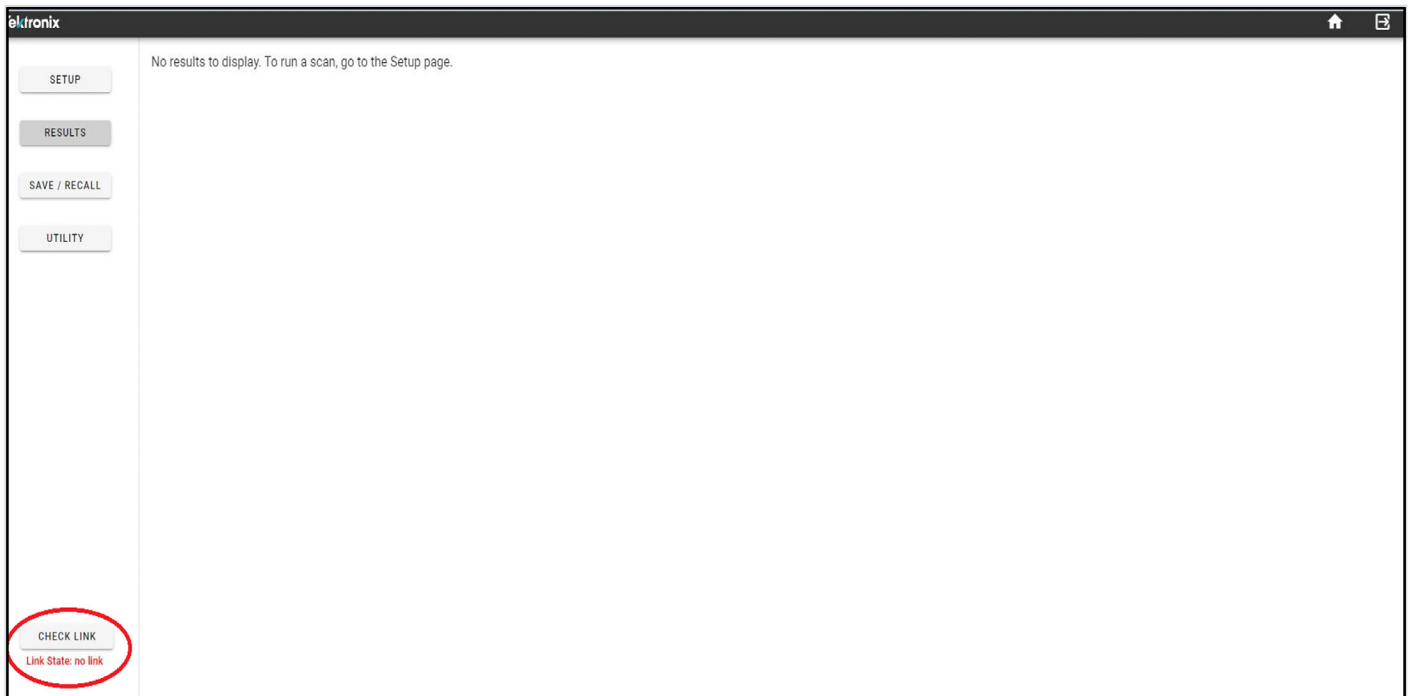 ektronix
No results to display. To run a scan, go to the Setup page.
SETUP
RESULTS
SAVE / RECALL
UTILITY
CHECK LINK
Link State: no link